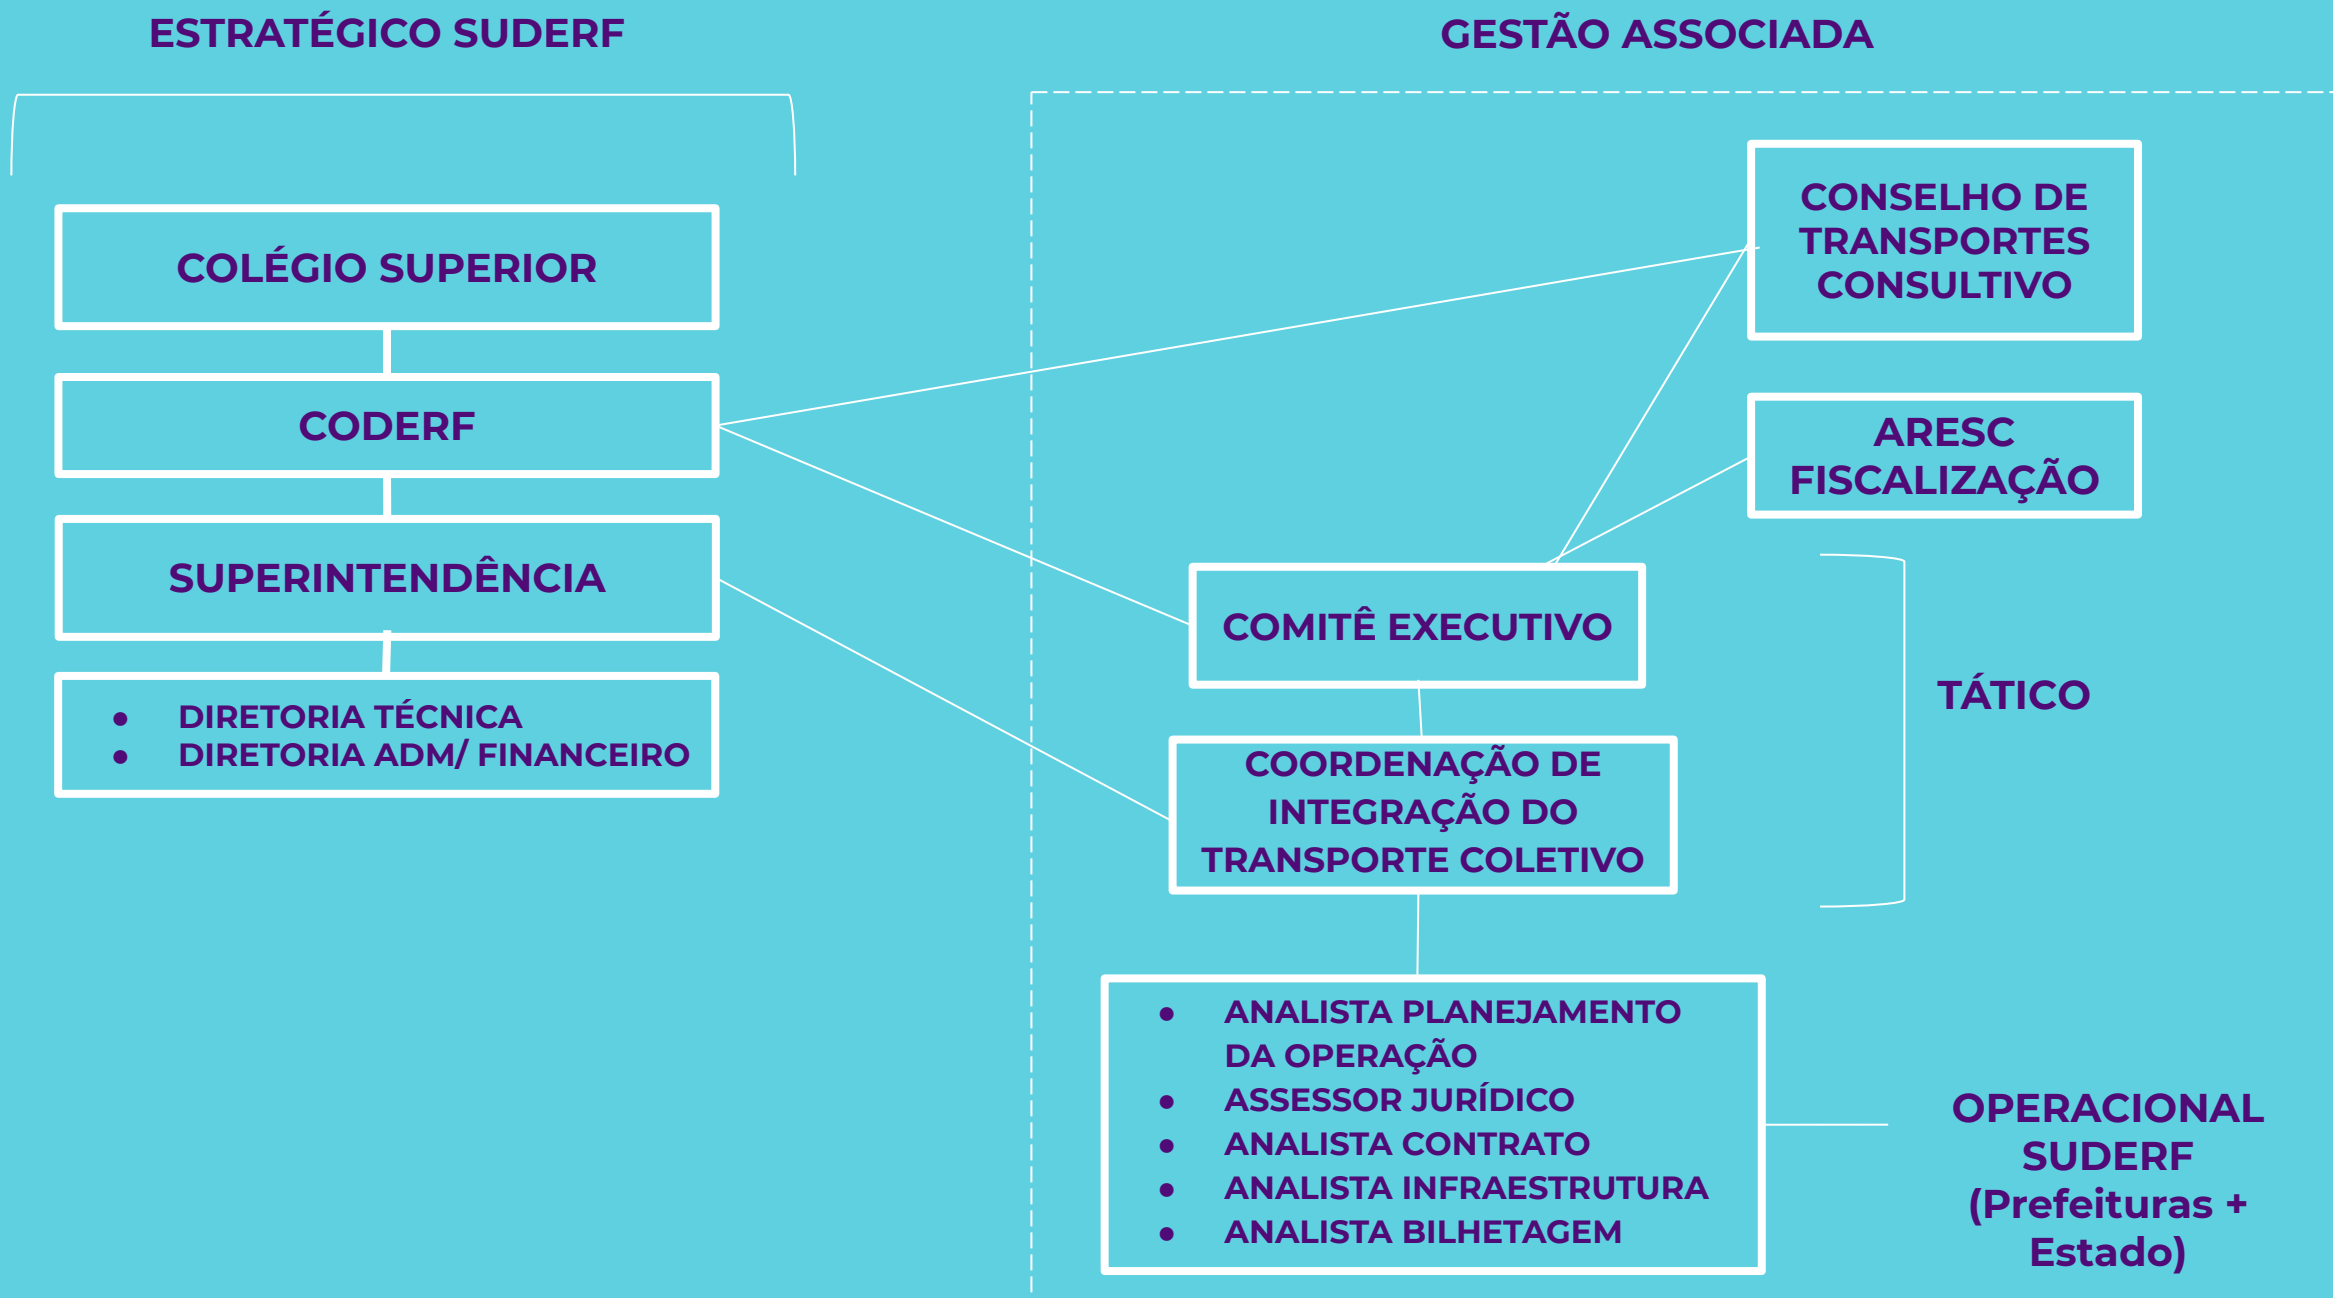 ESTRATÉGICO SUDERF
COLÉGIO SUPERIOR
CODERF
SUPERINTENDÊNCIA
● DIRETORIA TÉCNICA
● DIRETORIA ADM/ FINANCEIRO
GESTÃO ASSOCIADA
CONSELHO DE
TRANSPORTES
CONSULTIVO
ARESC
FISCALIZAÇÃO
COMITÊ EXECUTIVO
COORDENAÇÃO DE
INTEGRAÇÃO DO
TRANSPORTE COLETIVO
TÁTICO
● ANALISTA PLANEJAMENTO
DA OPERAÇÃO
● ASSESSOR JURÍDICO
● ANALISTA CONTRATO
● ANALISTA INFRAESTRUTURA
● ANALISTA BILHETAGEM
OPERACIONAL
SUDERF
(Prefeituras +
Estado)